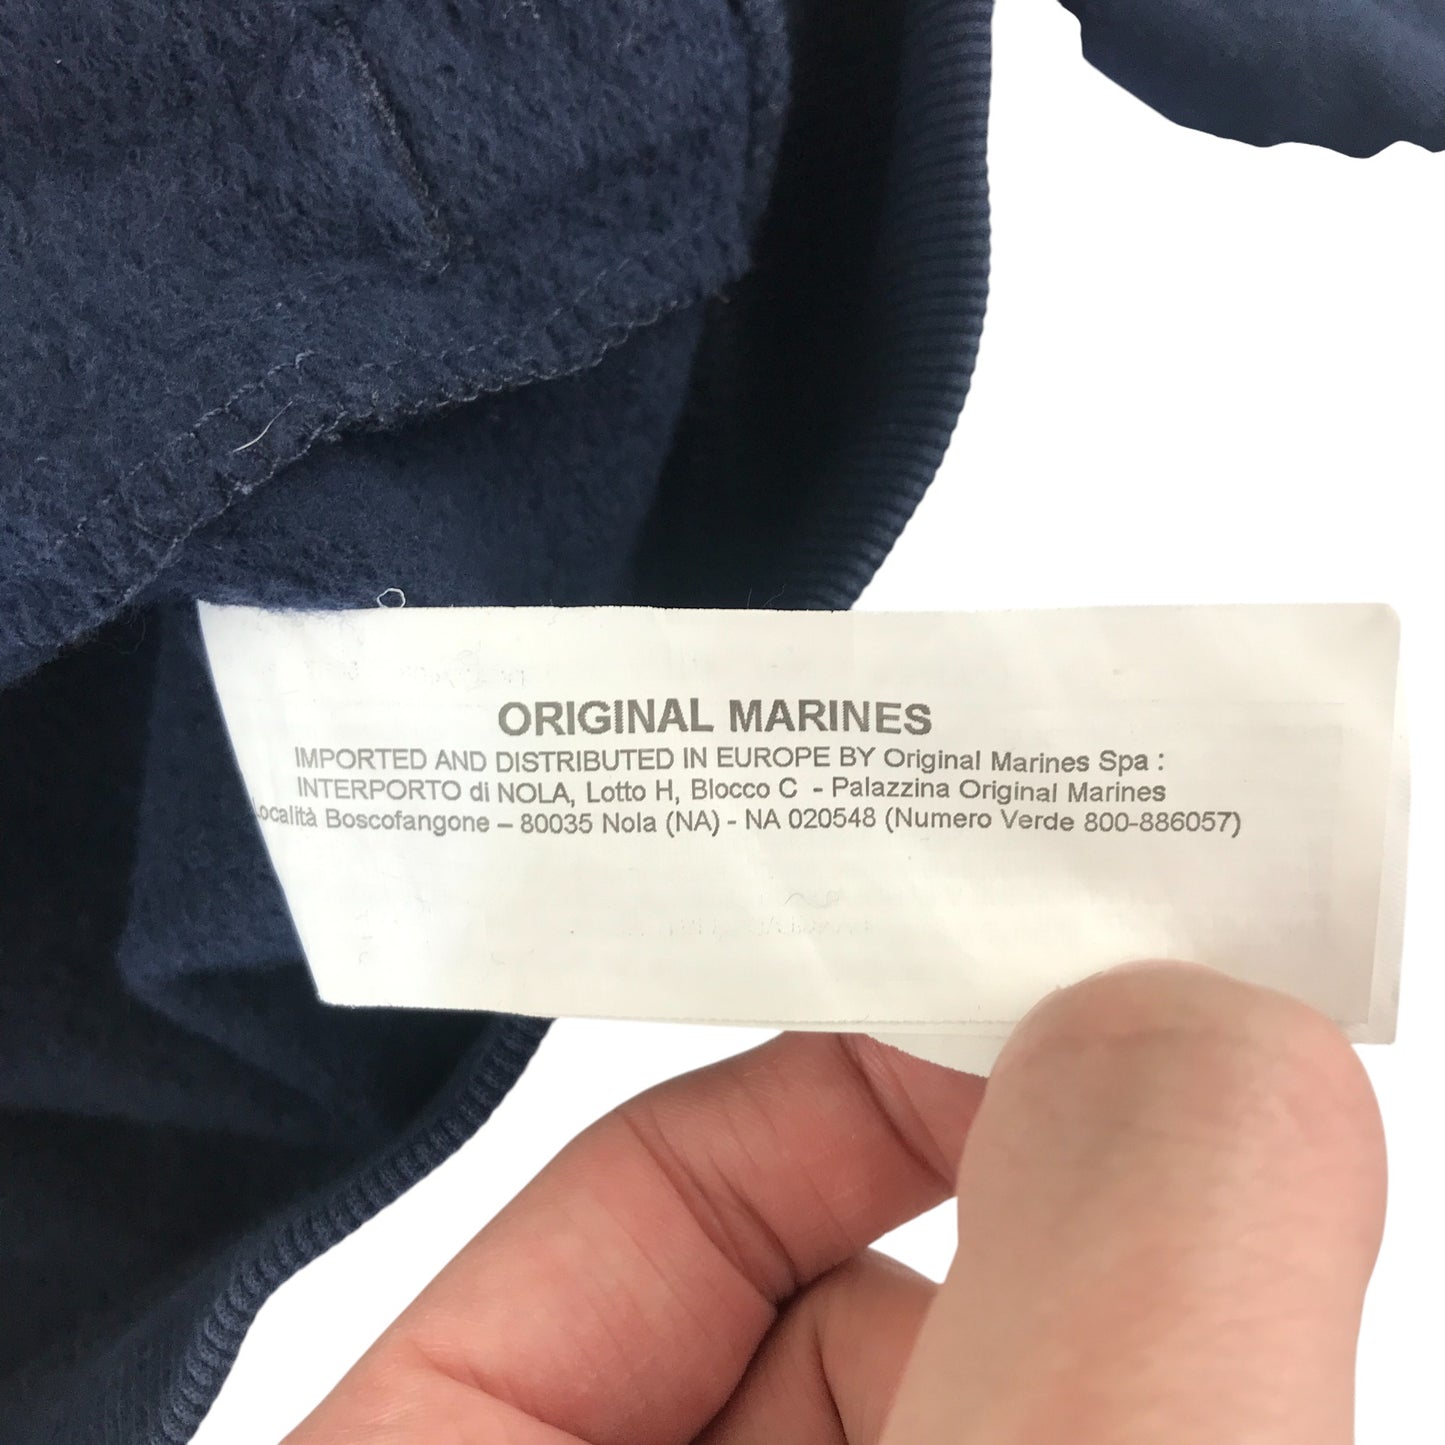 ORIGINAL MARINES
IMPORTED AND DISTRIBUTED IN EUROPE BY Original Marines Spa :
INTERPORTO di NOLA, Lotto H, Blocco C - Palazzina Original Marines
Località Boscofangone – 80035 Nola (NA) - NA 020548 (Numero Verde 800-886057)